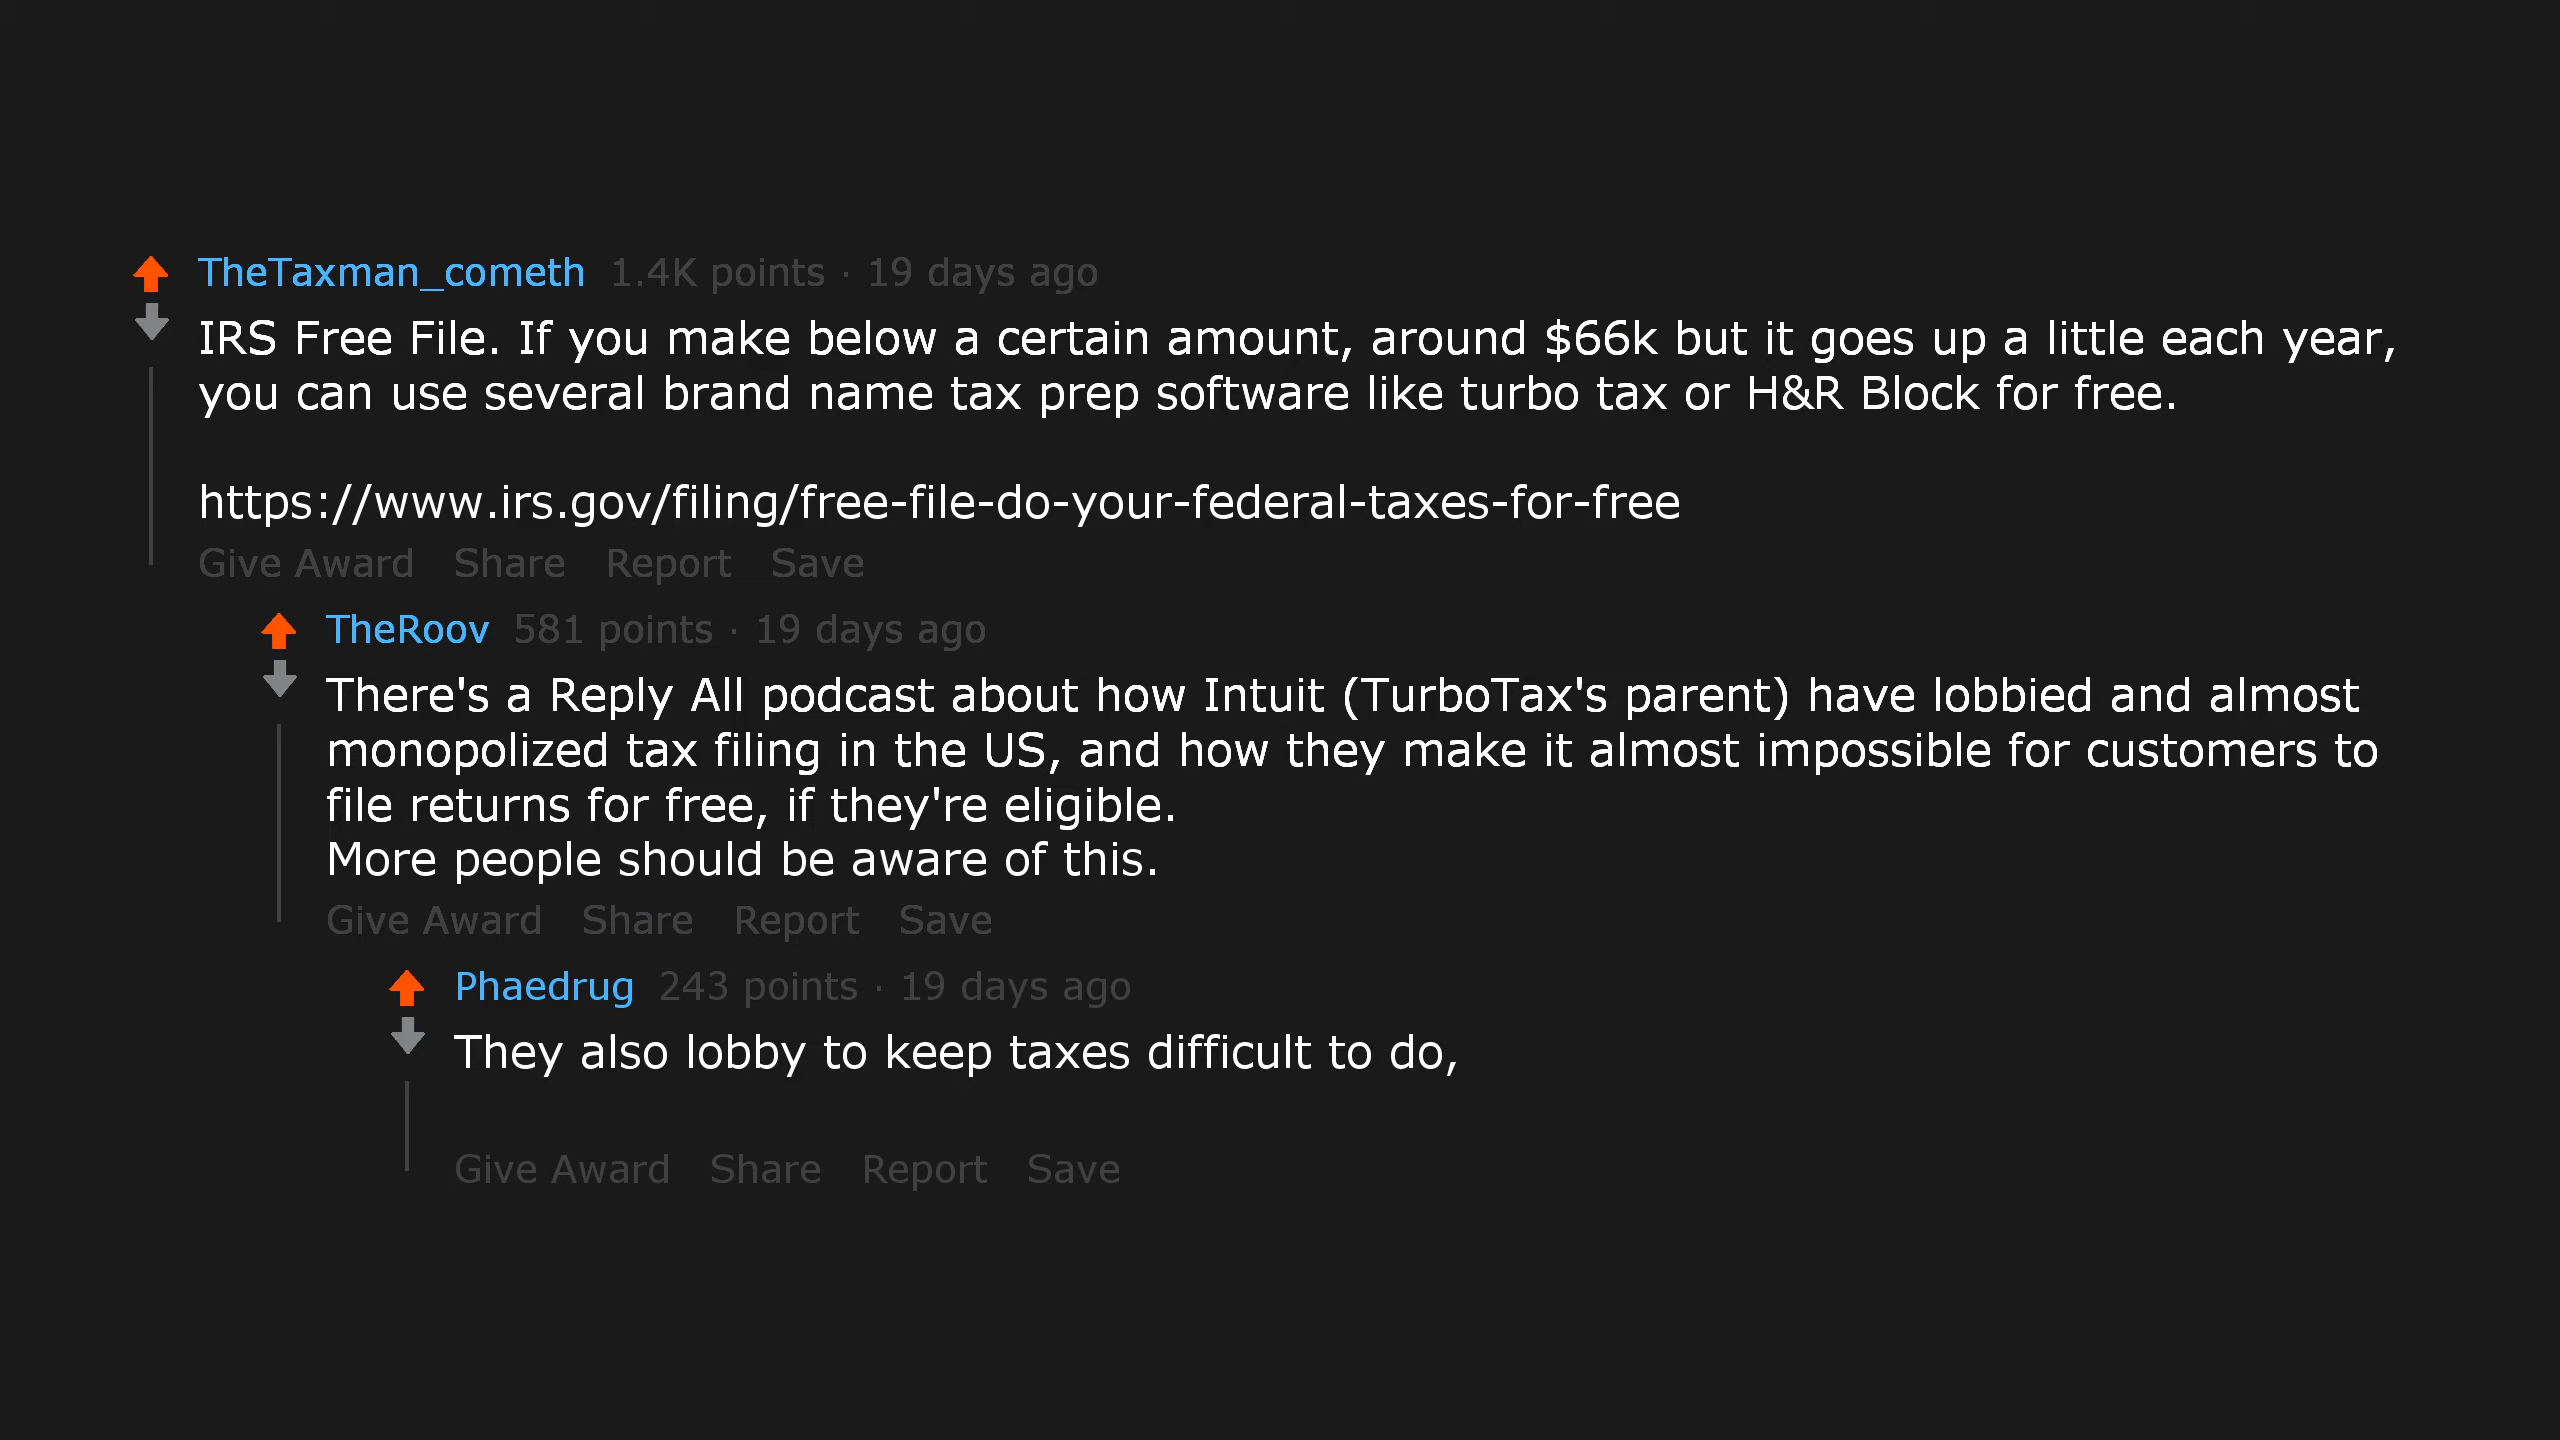 TheTaxman_cometh 1.4K points · 19 days ago
IRS Free File. If you make below a certain amount, around $66k but it goes up a little each year,
you can use several brand name tax prep software like turbo tax or H&R Block for free.
https://www.irs.gov/filing/free-file-do-your-federal-taxes-for-free
Give Award Share Report Save
TheRoov 581 points · 19 days ago
There's a Reply All podcast about how Intuit (TurboTax's parent) have lobbied and almost
monopolized tax filing in the US, and how they make it almost impossible for customers to
file returns for free, if they're eligible.
More people should be aware of this.
Give Award Share Report Save
Phaedrug 243 points · 19 days ago
They also lobby to keep taxes difficult to do,
Give Award Share Report Save